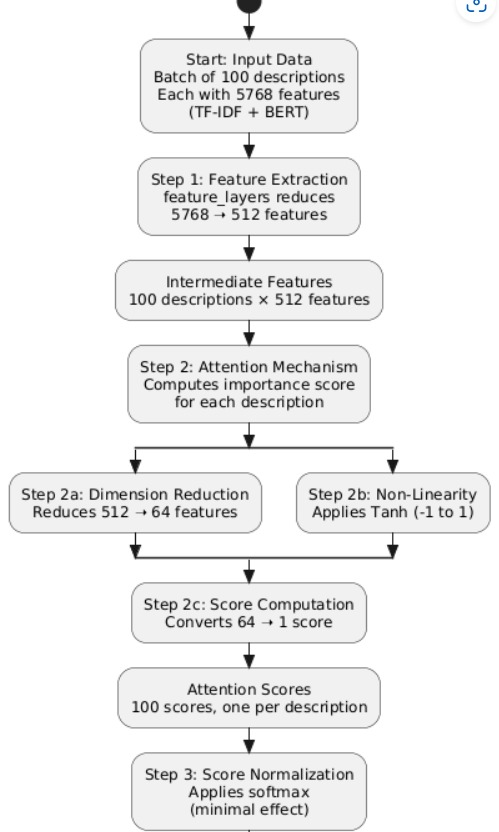 Start: Input Data
Batch of 100 descriptions
Each with 5768 features
(TF-IDF + BERT)
Step 1: Feature Extraction
feature_layers reduces
5768 → 512 features
Intermediate Features
100 descriptions × 512 features
Step 2: Attention Mechanism
Computes importance score
for each description
Step 2a: Dimension Reduction
Reduces 512 → 64 features
Step 2b: Non-Linearity
Applies Tanh (-1 to 1)
Step 2c: Score Computation
Converts 64 → 1 score
Attention Scores
100 scores, one per description
Step 3: Score Normalization
Applies softmax
(minimal effect)